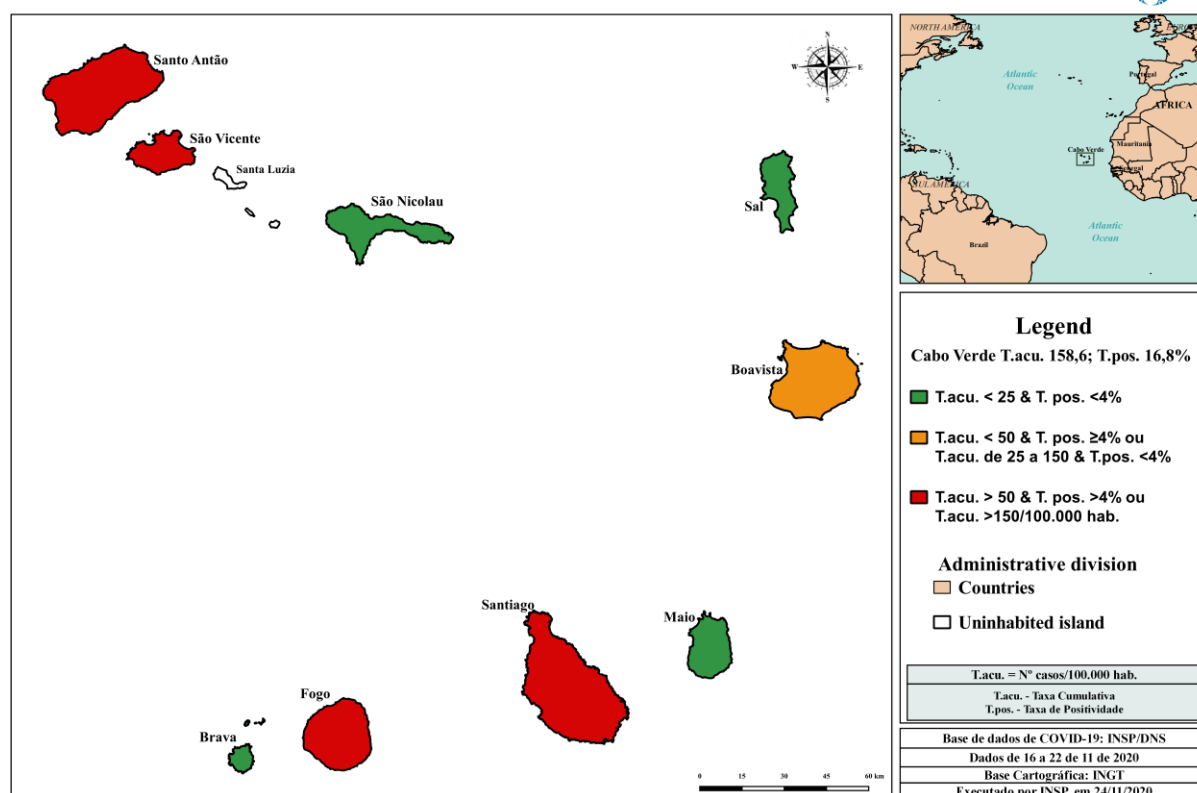 Santo Antão
São Vicente
Santa Luzia
São Nicolau
Sal
Boavista
Santiago
Maio
Fogo
Brava
N
W
E
S
0 15 30 45 60 km
NORTH AMERICA
Atlantic
Ocean
Portugal
AFRICA
Mauritania
Cabo Verde
Senegal
Atlantic
Ocean
Brazil
Legend
Cabo Verde T.acu. 158,6; T.pos. 16,8%
T.acu. < 25 & T. pos. <4%
T.acu. < 50 & T. pos. ≥4% ou
T.acu. de 25 a 150 & T.pos. <4%
T.acu. > 50 & T. pos. >4% ou
T.acu. >150/100.000 hab.
Administrative division
Countries
Uninhabited island
T.acu. = Nº casos/100.000 hab.
T.acu. - Taxa Cumulativa
T.pos. - Taxa de Positividade
Base de dados de COVID-19: INSP/DNS
Dados de 16 a 22 de 11 de 2020
Base Cartográfica: INGT
Executado por INSP, em 24/11/2020